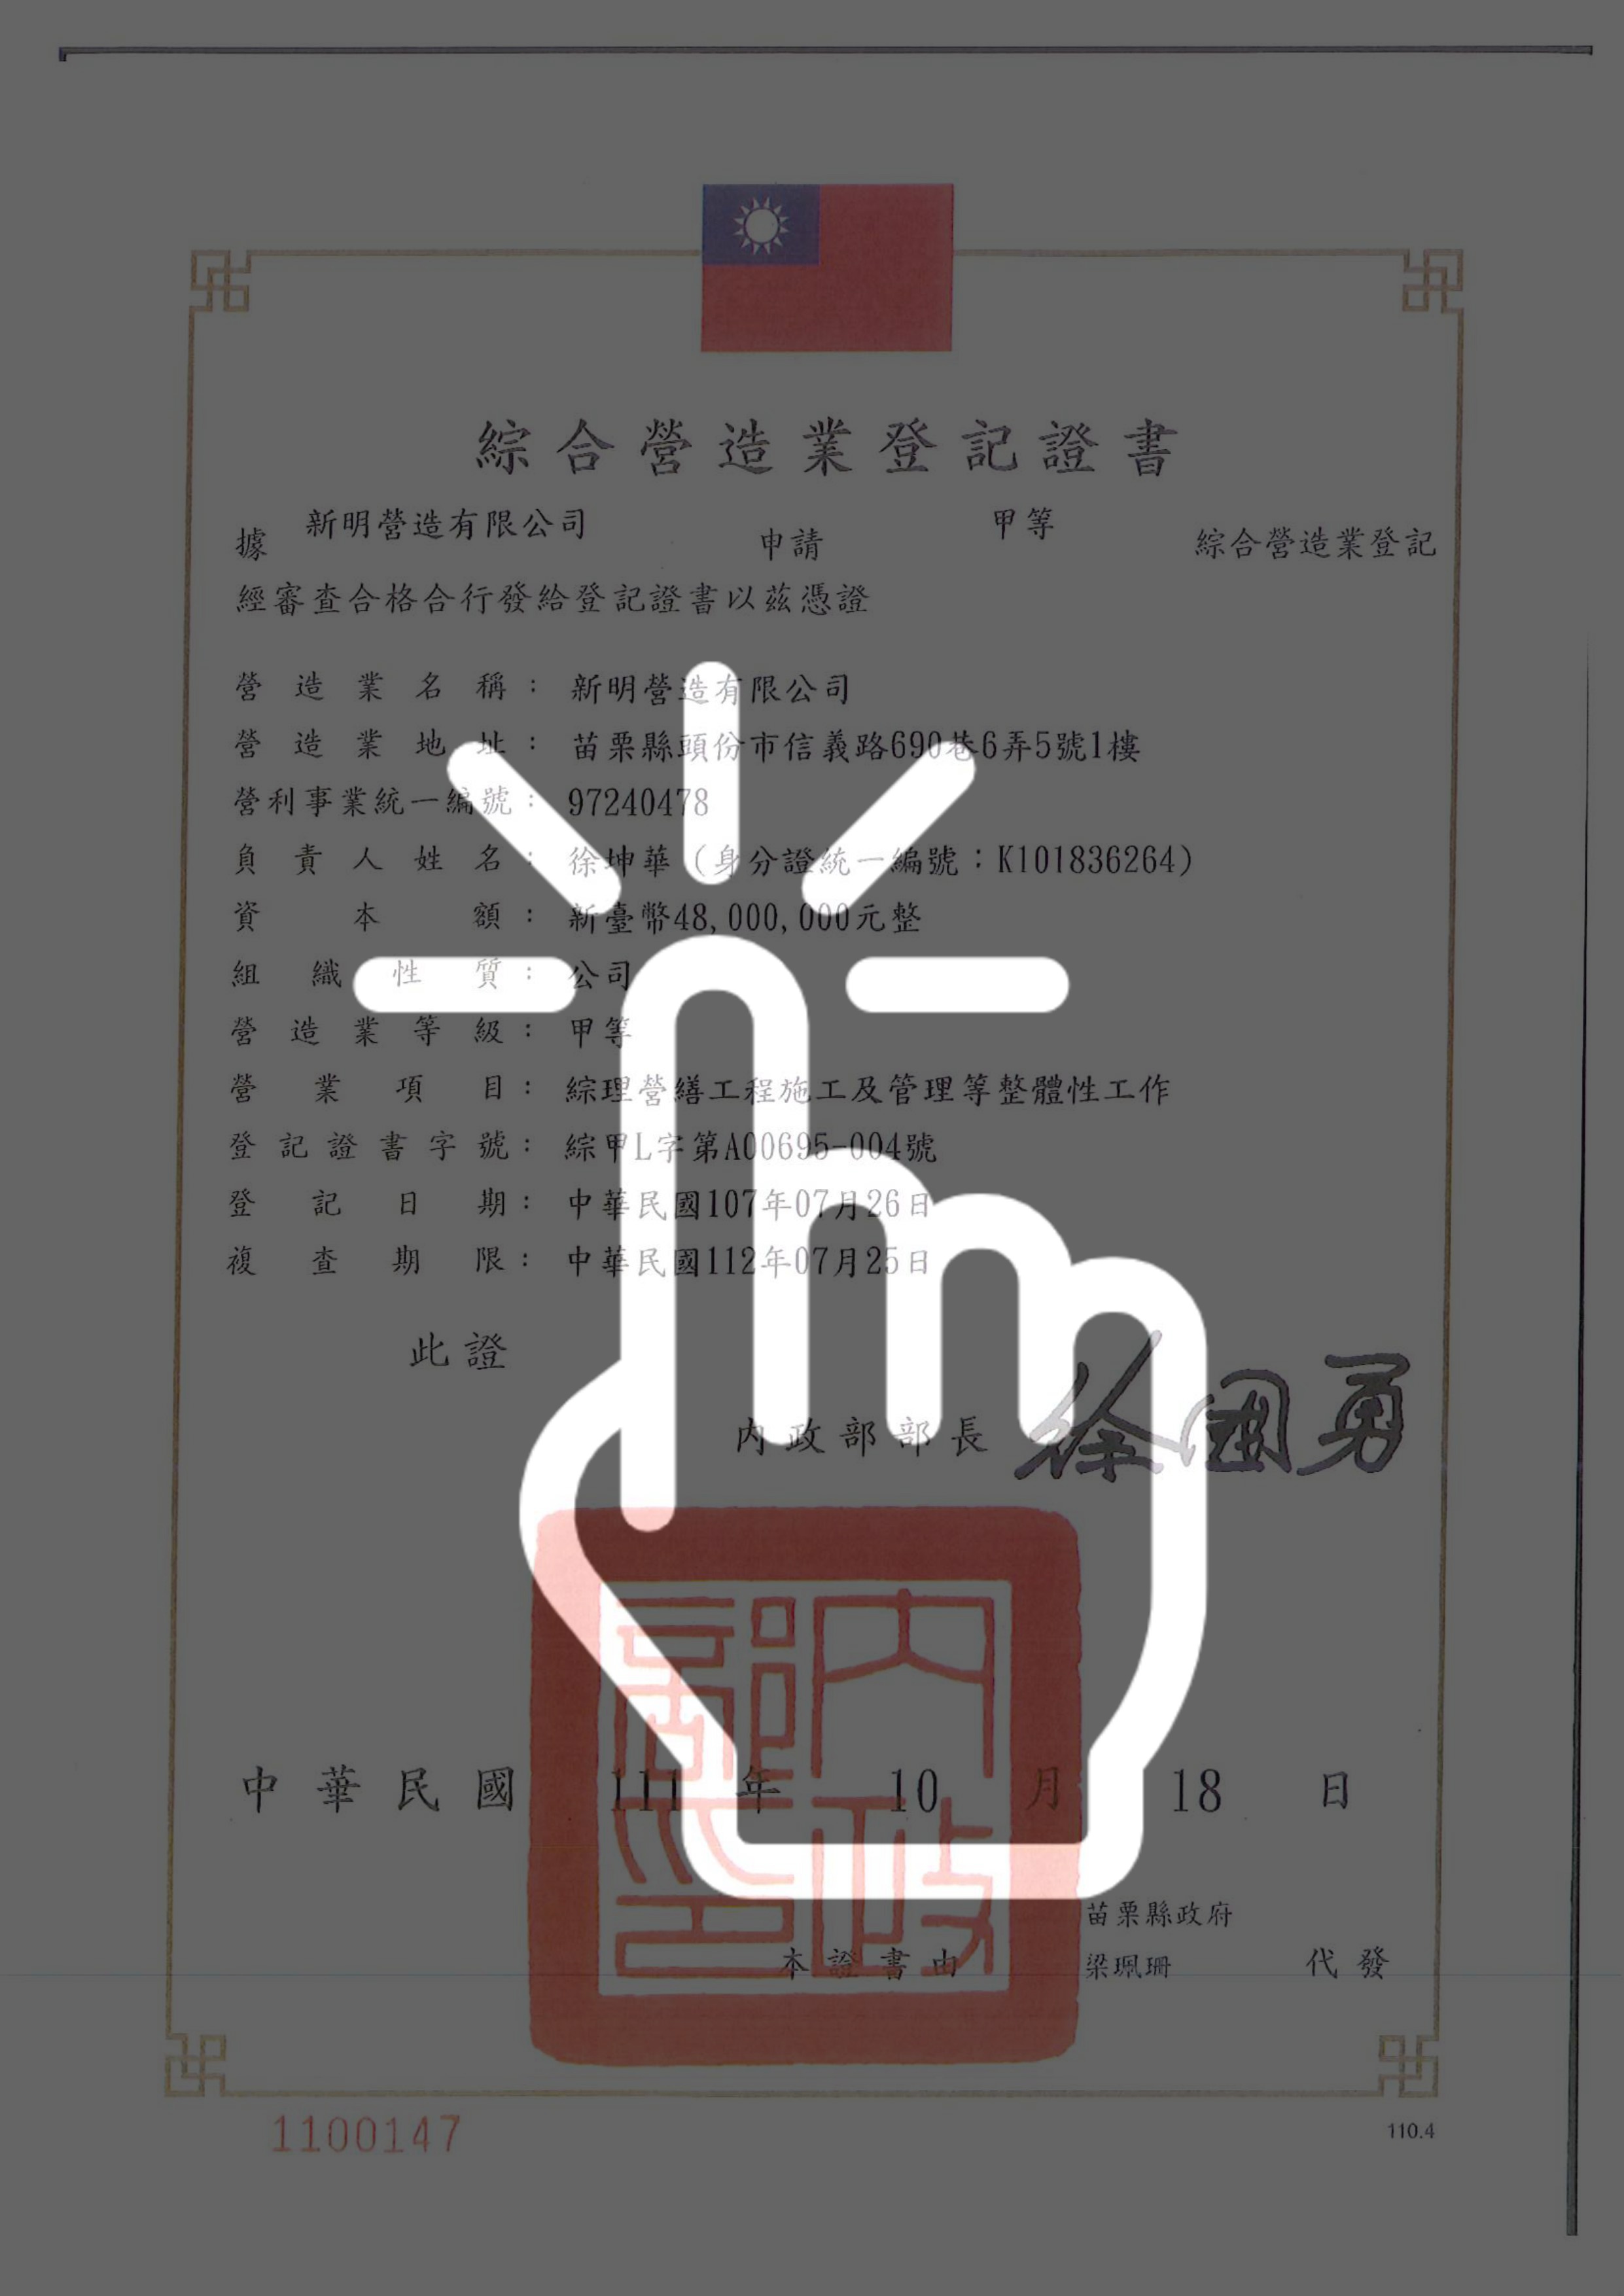 綜合營造業登記證書
據 新明營造有限公司 申請 甲等 綜合營造業登記
經審查合格合行發給登記證書以茲憑證
營造業名稱：新明營造有限公司
營造業地址：苗栗縣頭份市信義路690巷6弄5號1樓
營利事業統一編號：97240478
負責人姓名：徐坤華（身分證統一編號：K101836264）
資本額：新臺幣48,000,000元整
組織性質：公司
營造業等級：甲等
營業項目：綜理營繕工程施工及管理等整體性工作
登記證書字號：綜甲L字第A00695-004號
登記日期：中華民國107年07月26日
複查期限：中華民國112年07月25日
此證
內政部部長 徐國勇
內政部印
中華民國 111 年 10 月 18 日
苗栗縣政府
本證書由 梁珮珊 代發
1100147
110.4